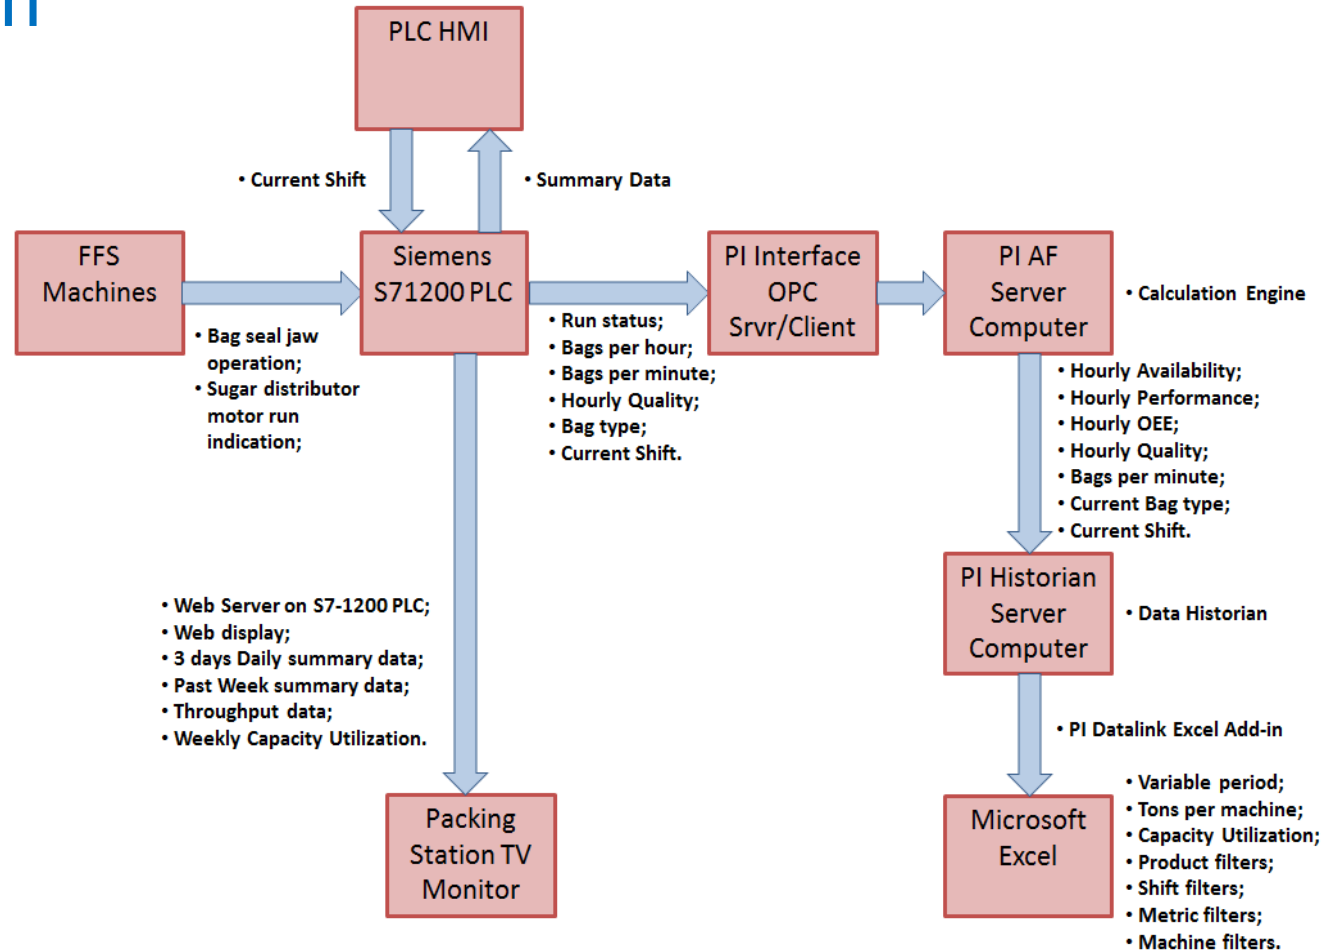 PLC HMI
• Current Shift
• Summary Data
FFS
Machines
Siemens
S71200 PLC
PI Interface
OPC
Srvr/Client
PI AF
Server
Computer
• Calculation Engine
• Bag seal jaw
operation;
• Sugar distributor
motor run
indication;
• Run status;
• Bags per hour;
• Bags per minute;
• Hourly Quality;
• Bag type;
• Current Shift.
• Hourly Availability;
• Hourly Performance;
• Hourly OEE;
• Hourly Quality;
• Bags per minute;
• Current Bag type;
• Current Shift.
• Web Server on S7-1200 PLC;
• Web display;
• 3 days Daily summary data;
• Past Week summary data;
• Throughput data;
• Weekly Capacity Utilization.
PI Historian
Server
Computer
• Data Historian
• PI Datalink Excel Add-in
Packing
Station TV
Monitor
Microsoft
Excel
• Variable period;
• Tons per machine;
• Capacity Utilization;
• Product filters;
• Shift filters;
• Metric filters;
• Machine filters.